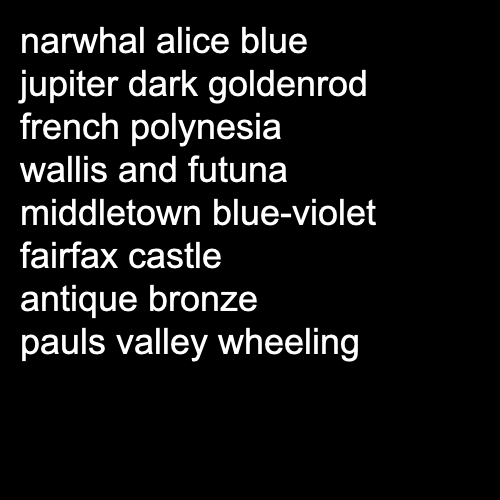 narwhal alice blue
jupiter dark goldenrod
french polynesia
wallis and futuna
middletown blue-violet
fairfax castle
antique bronze
pauls valley wheeling